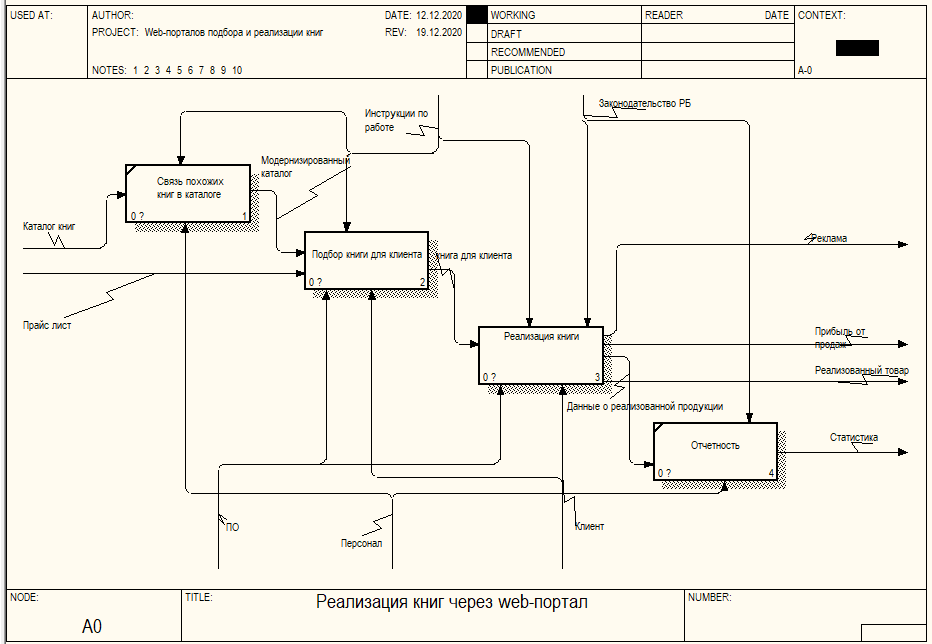 USED AT:
AUTHOR:
DATE: 12.12.2020
WORKING
READER
DATE
CONTEXT:
PROJECT: Web-порталов подбора и реализации книг
REV: 19.12.2020
DRAFT
RECOMMENDED
NOTES: 1 2 3 4 5 6 7 8 9 10
PUBLICATION
A-0
Инструкции по
работе
Законодательство РБ
Модернизированный
каталог
Связь похожих
книг в каталоге
0 ?
1
Каталог книг
Подбор книги для клиента
0 ?
2
Книга для клиента
Реклама
Прайс лист
Реализация книги
0 ?
3
Прибыль от
продаж
Реализованный товар
Данные о реализованной продукции
Отчетность
0 ?
4
Статистика
ПО
Персонал
Клиент
NODE:
TITLE:
Реализация книг через web-портал
NUMBER:
A0